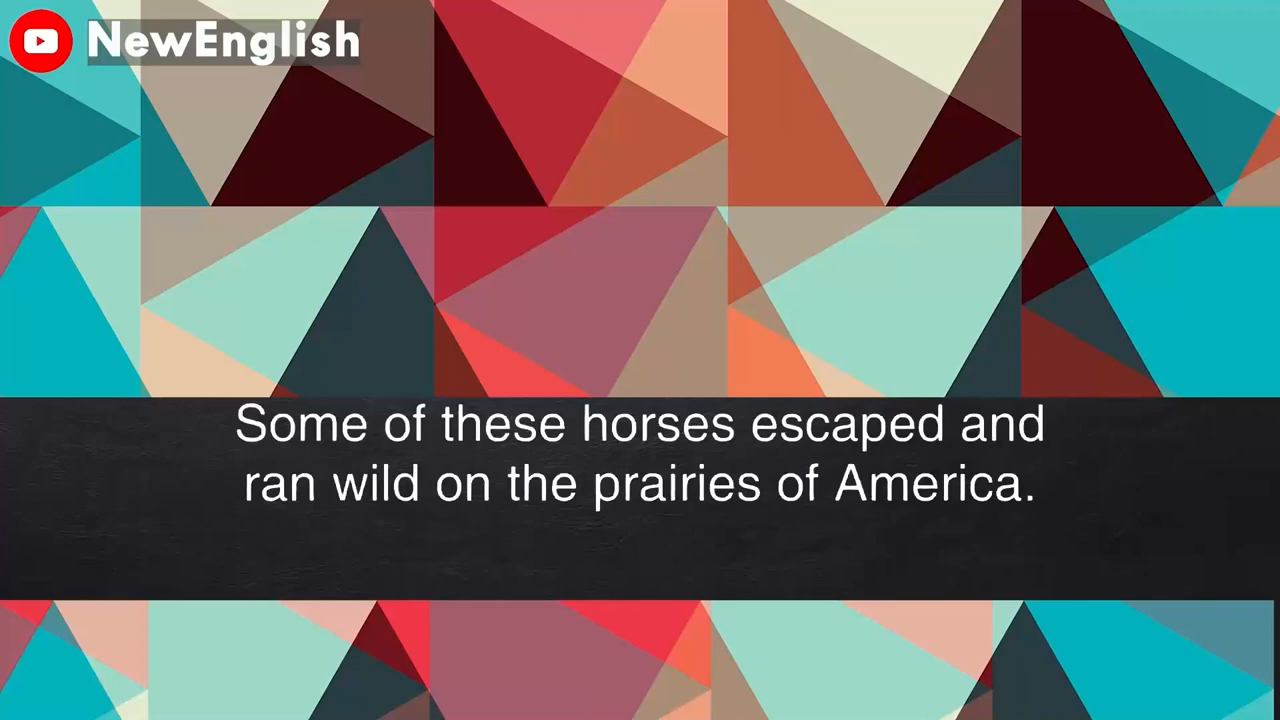 NewEnglish
Some of these horses escaped and
ran wild on the prairies of America.